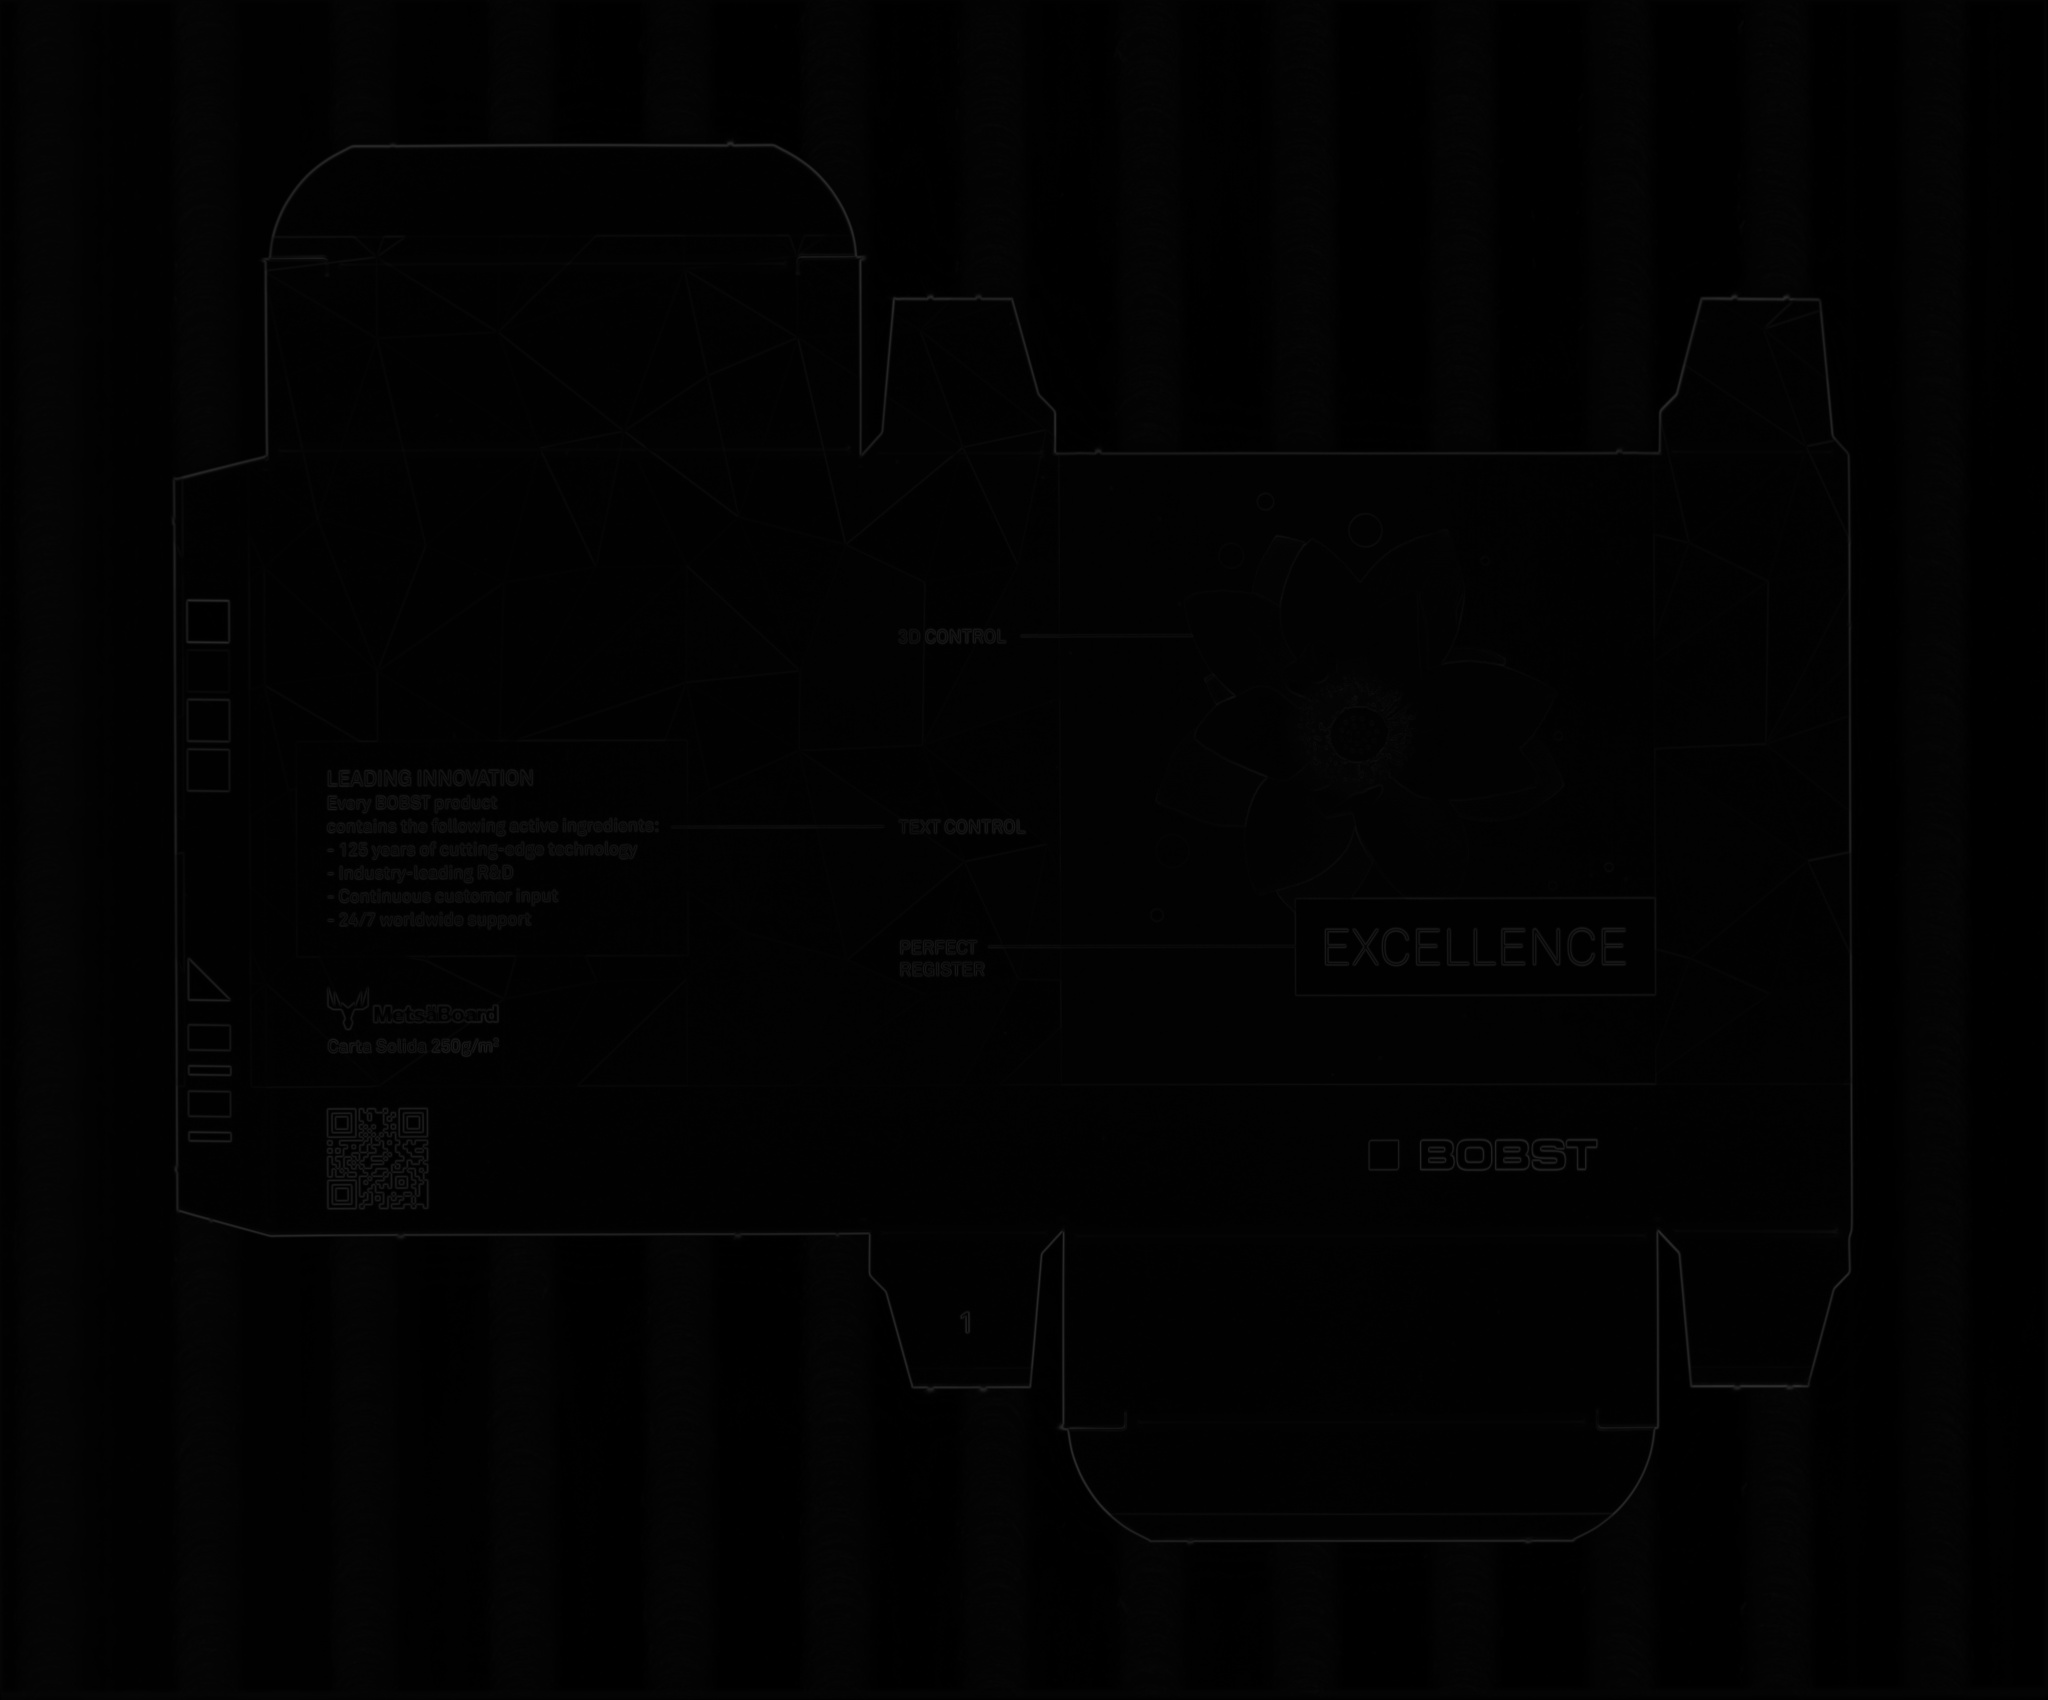 3D CONTROL
LEADING INNOVATION
Every BOBST product
contains the following active ingredients:
- 125 years of cutting-edge technology
- Industry-leading R&D
- Continuous customer input
- 24/7 worldwide support
TEXT CONTROL
PERFECT
REGISTER
EXCELLENCE
MetsäBoard
Carta Solida 250g/m²
BOBST
1